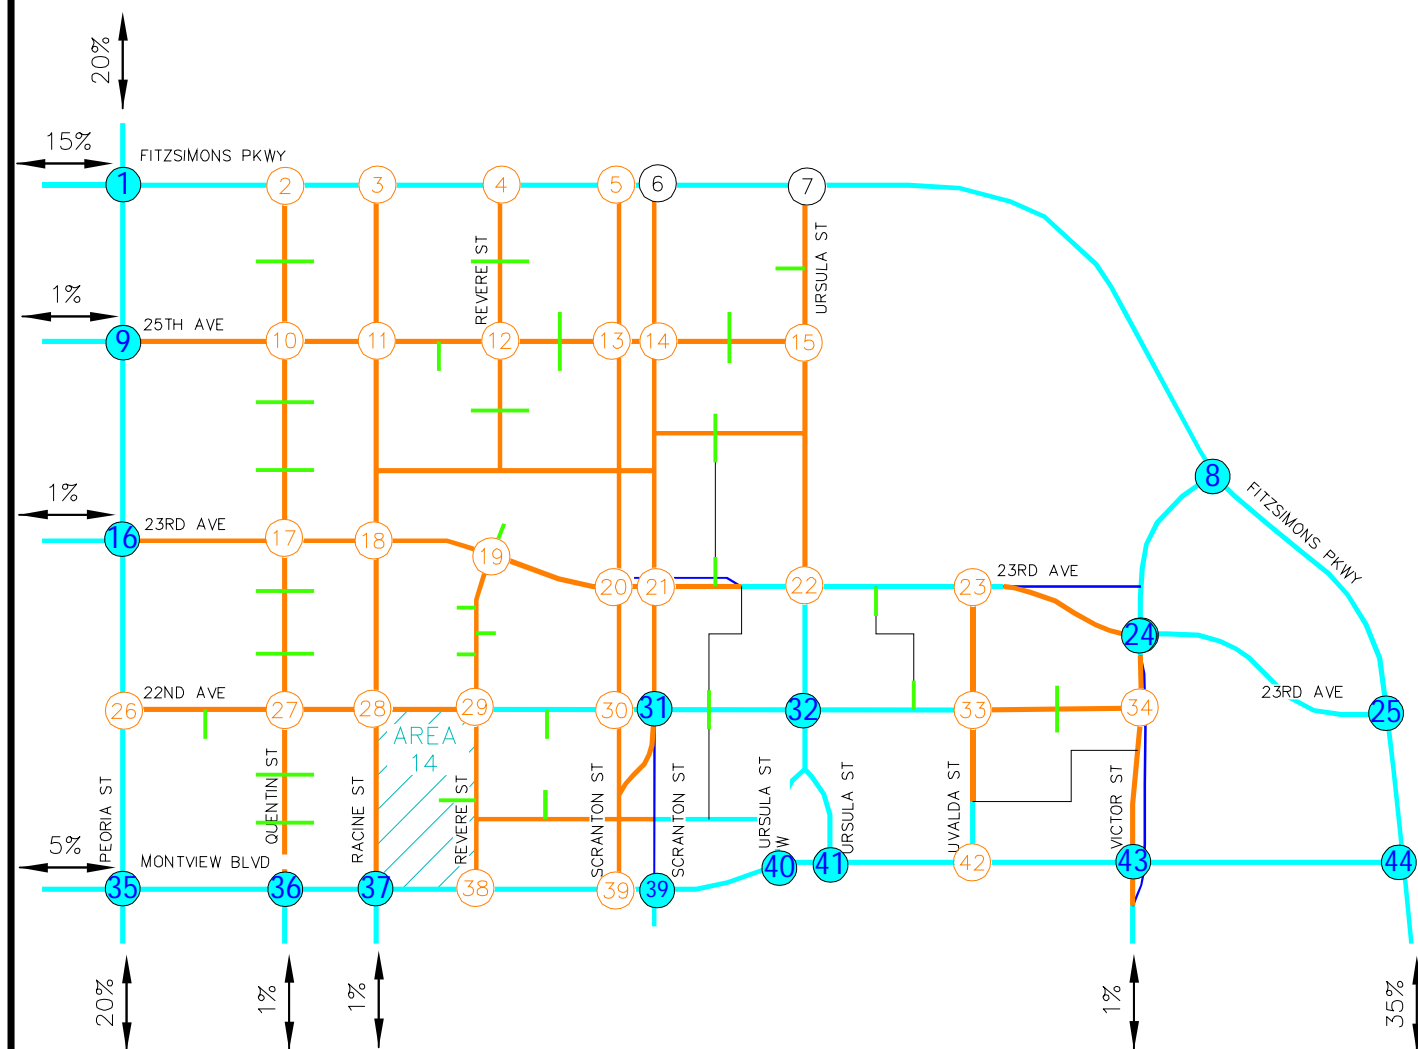 20%
15%
FITZSIMONS PKWY
1
2
3
4
5
6
7
REVERE ST
URSULA ST
1%
25TH AVE
9
10
11
12
13
14
15
8
FITZSIMONS PKWY
1%
23RD AVE
16
17
18
19
20
21
22
23
23RD AVE
24
22ND AVE
26
27
28
29
30
31
32
33
34
23RD AVE
25
AREA
14
PEORIA ST
QUENTIN ST
RACINE ST
REVERE ST
SCRANTON ST
SCRANTON ST
URSULA ST
W
URSULA ST
UVALDA ST
VICTOR ST
5%
MONTVIEW BLVD
35
36
37
38
39
39
40
41
42
43
44
20%
1%
1%
1%
35%